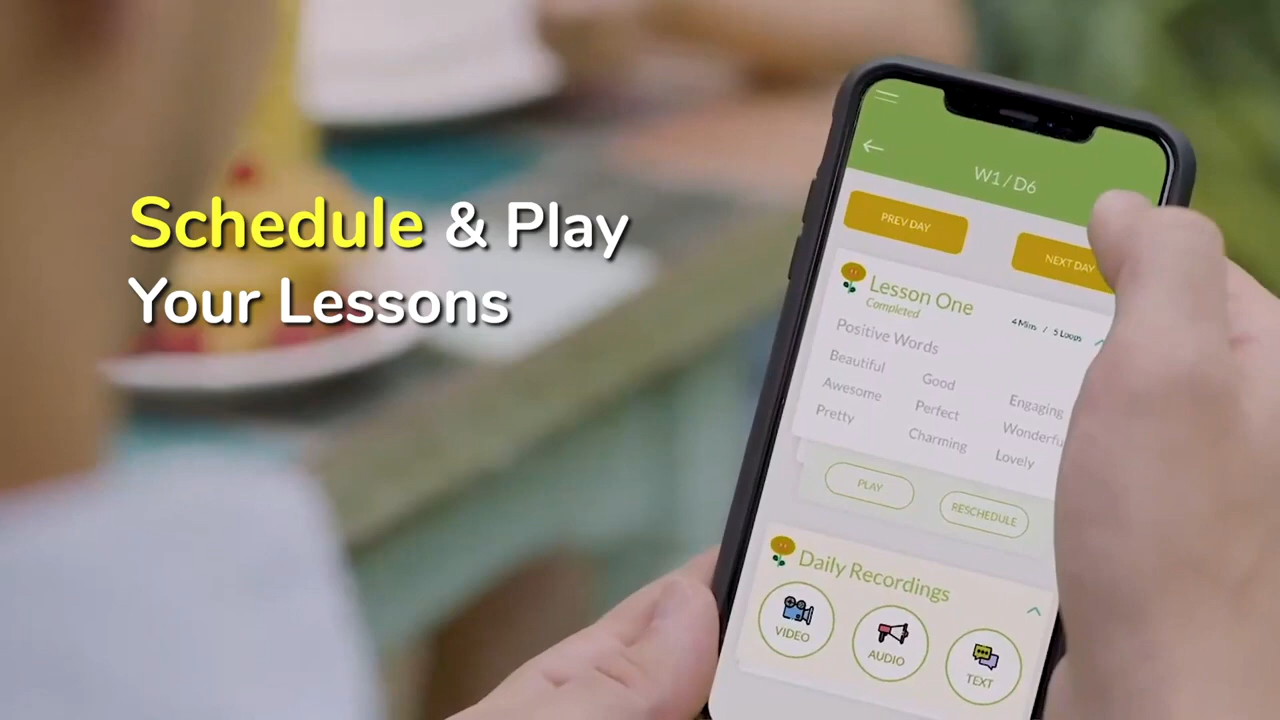 Schedule & Play
Your Lessons
W1 / D6
PREV DAY
NEXT DAY
Lesson One
Completed
4 Mins / 5 Loops
Positive Words
Beautiful Good Engaging
Awesome Perfect Wonderfu
Pretty Charming Lovely
PLAY
RESCHEDULE
Daily Recordings
VIDEO
AUDIO
TEXT